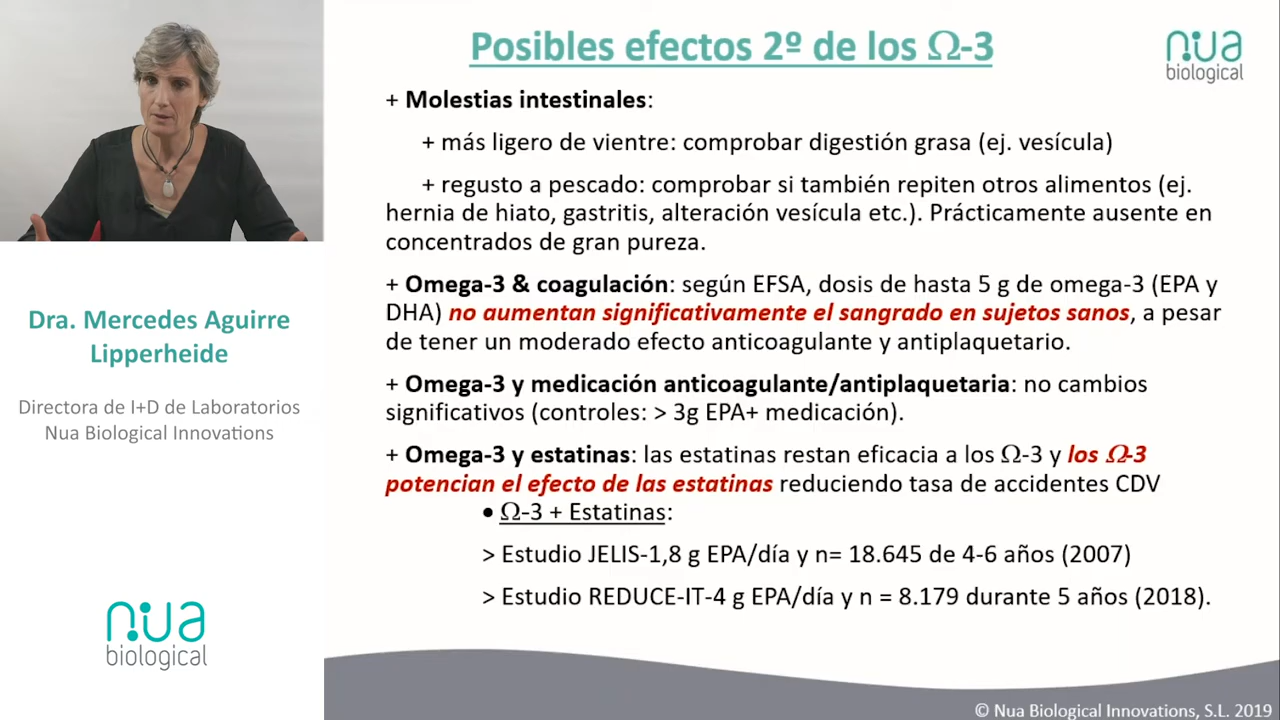 Posibles efectos 2º de los Ω-3
nua
biological
+ Molestias intestinales:
+ más ligero de vientre: comprobar digestión grasa (ej. vesícula)
+ regusto a pescado: comprobar si también repiten otros alimentos (ej.
hernia de hiato, gastritis, alteración vesícula etc.). Prácticamente ausente en
concentrados de gran pureza.
+ Omega-3 & coagulación: según EFSA, dosis de hasta 5 g de omega-3 (EPA y
DHA) no aumentan significativamente el sangrado en sujetos sanos, a pesar
de tener un moderado efecto anticoagulante y antiplaquetario.
+ Omega-3 y medicación anticoagulante/antiplaquetaria: no cambios
significativos (controles: > 3g EPA+ medicación).
+ Omega-3 y estatinas: las estatinas restan eficacia a los Ω-3 y los Ω-3
potencian el efecto de las estatinas reduciendo tasa de accidentes CDV
• Ω-3 + Estatinas:
> Estudio JELIS-1,8 g EPA/día y n= 18.645 de 4-6 años (2007)
> Estudio REDUCE-IT-4 g EPA/día y n = 8.179 durante 5 años (2018).
Dra. Mercedes Aguirre
Lipperheide
Directora de I+D de Laboratorios
Nua Biological Innovations
nua
biological
© Nua Biological Innovations, S.L. 2019